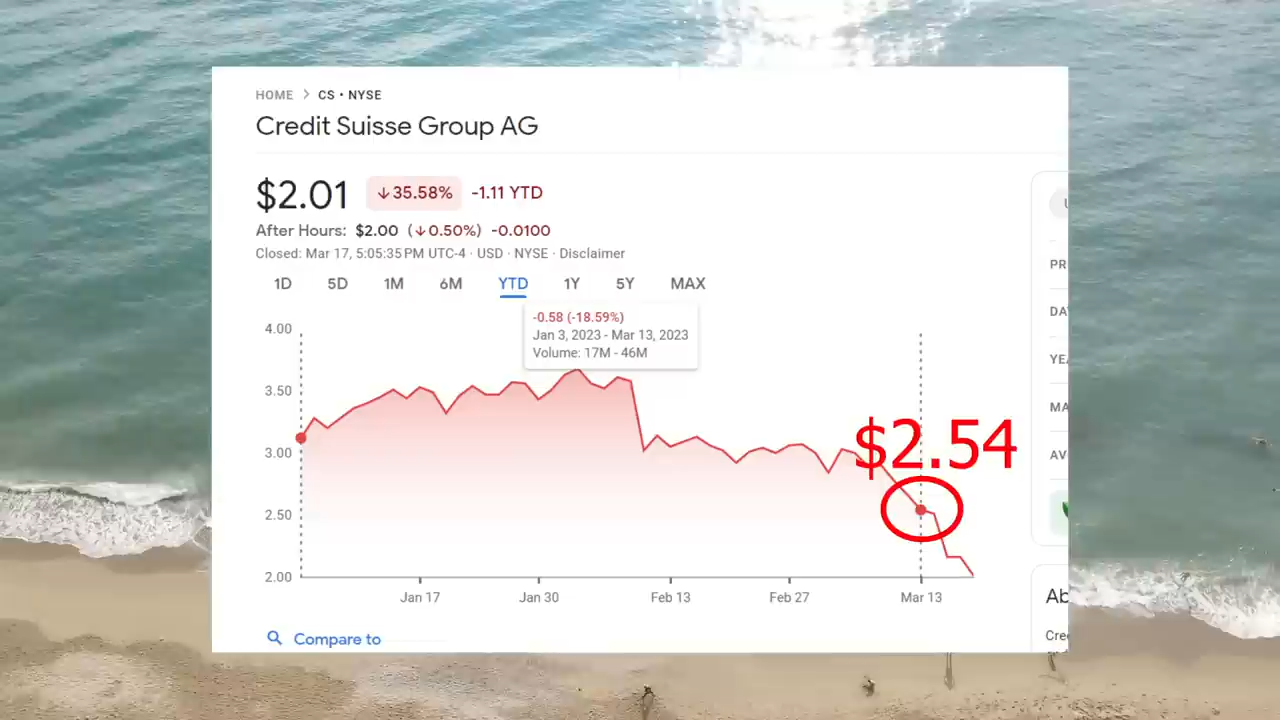 HOME > CS • NYSE
Credit Suisse Group AG
$2.01 ↓35.58% -1.11 YTD
After Hours: $2.00 (↓0.50%) -0.0100
Closed: Mar 17, 5:05:35 PM UTC-4 · USD · NYSE · Disclaimer
1D 5D 1M 6M YTD 1Y 5Y MAX
-0.58 (-18.59%)
Jan 3, 2023 - Mar 13, 2023
Volume: 17M - 46M
4.00
3.50
3.00
2.50
2.00
$2.54
Jan 17 Jan 30 Feb 13 Feb 27 Mar 13
Compare to
PR
DA
YE
MA
AV
Ab
Cre